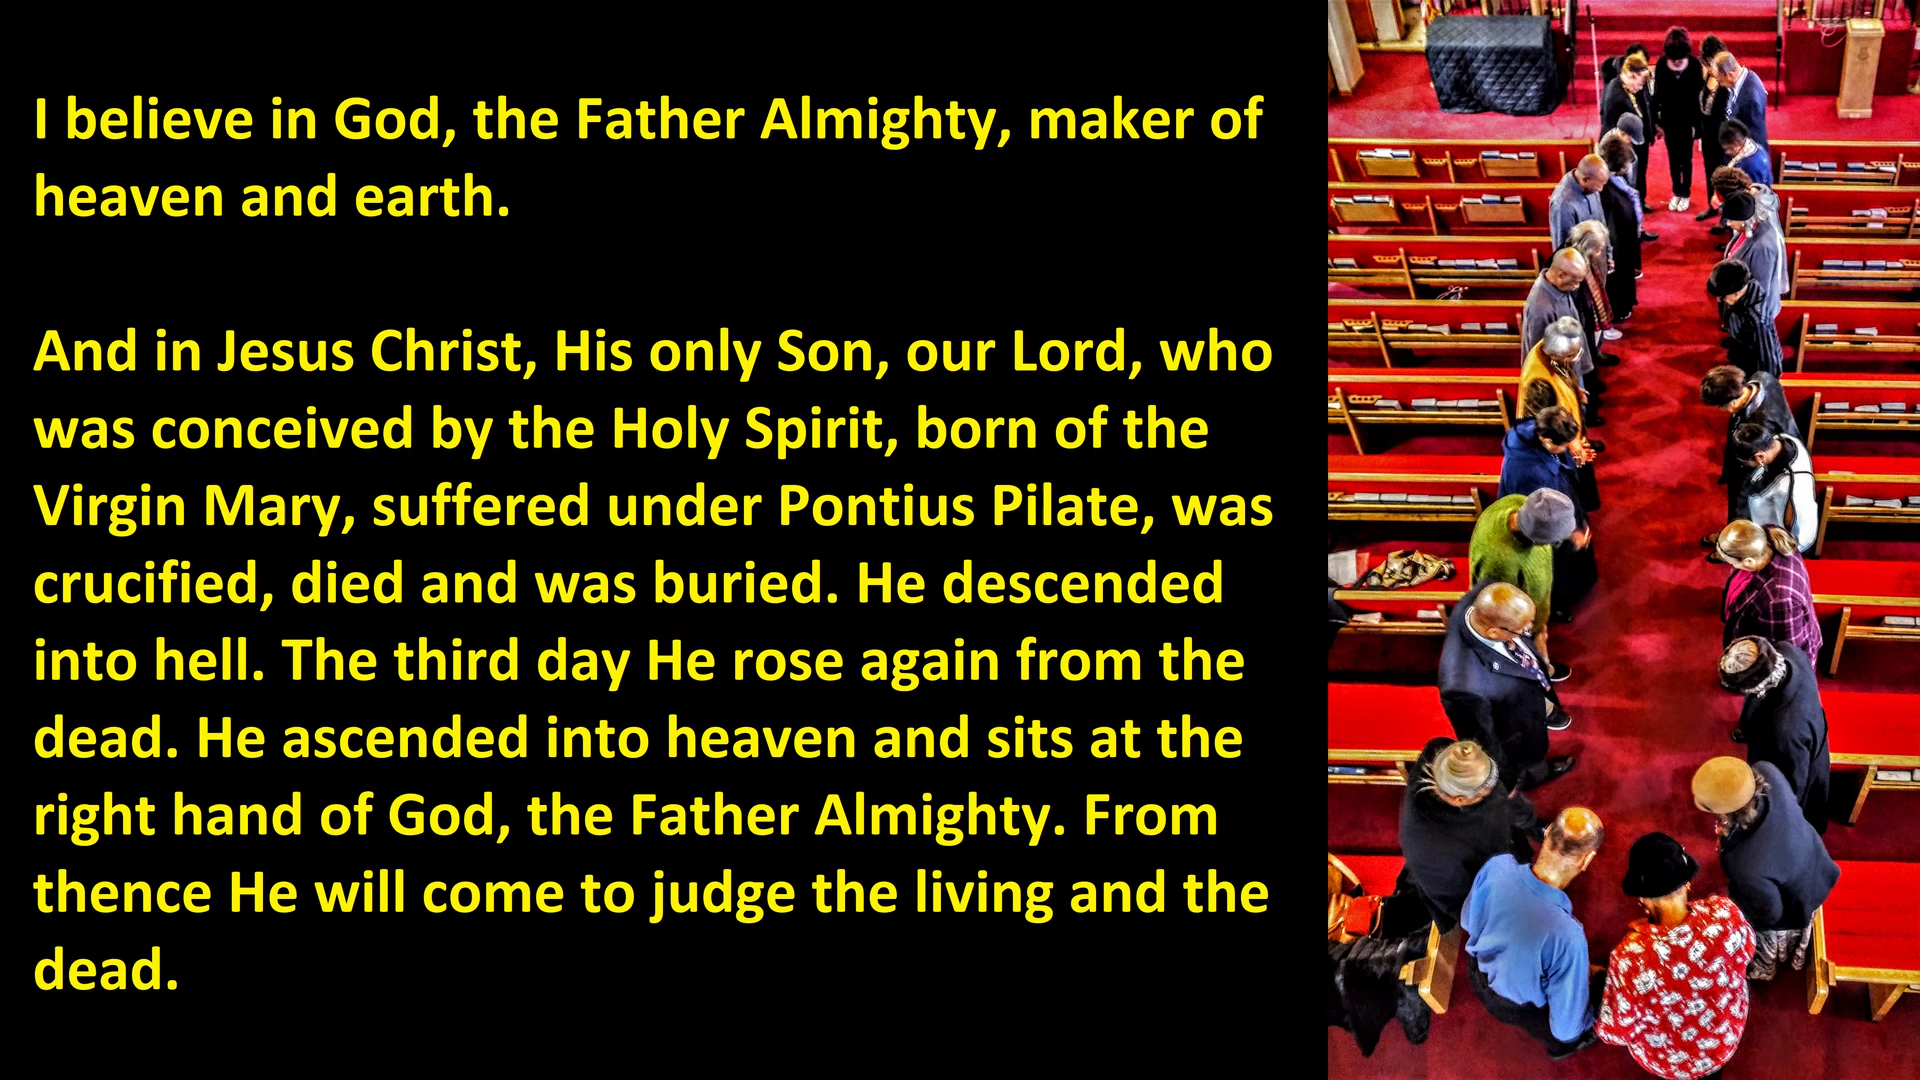 I believe in God, the Father Almighty, maker of
heaven and earth.
And in Jesus Christ, His only Son, our Lord, who
was conceived by the Holy Spirit, born of the
Virgin Mary, suffered under Pontius Pilate, was
crucified, died and was buried. He descended
into hell. The third day He rose again from the
dead. He ascended into heaven and sits at the
right hand of God, the Father Almighty. From
thence He will come to judge the living and the
dead.